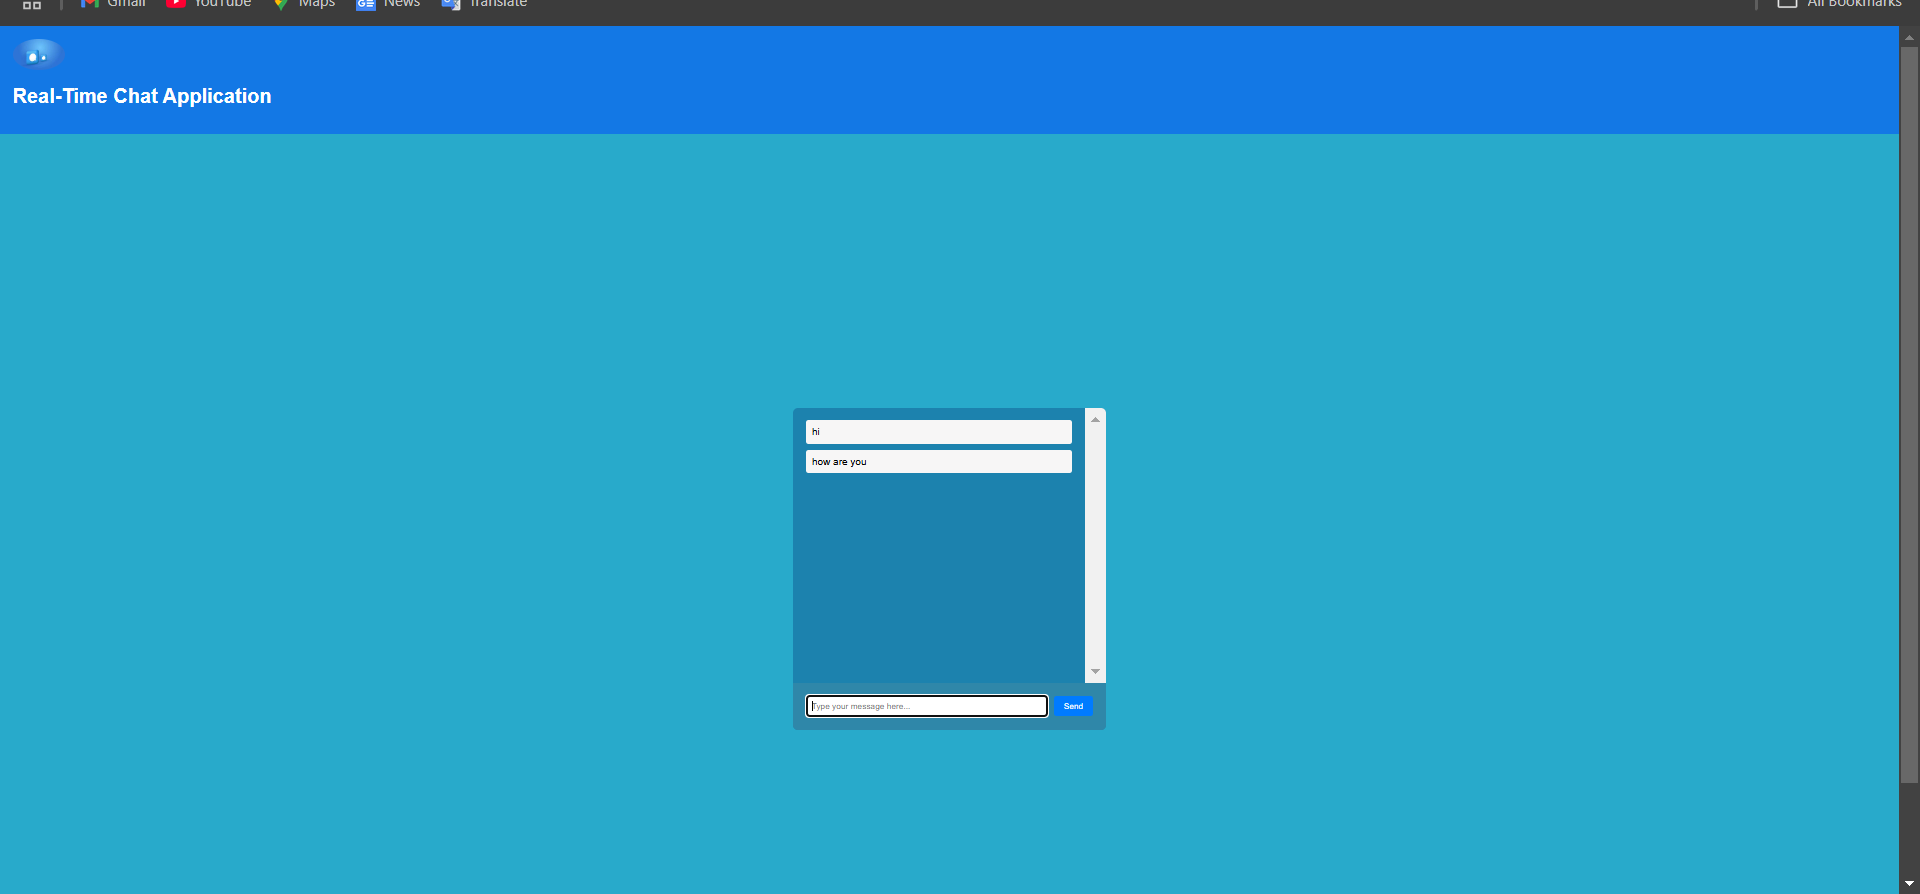 Gmail
YouTube
Maps
News
Translate
All Bookmarks
Real-Time Chat Application
hi
how are you
Type your message here...
Send